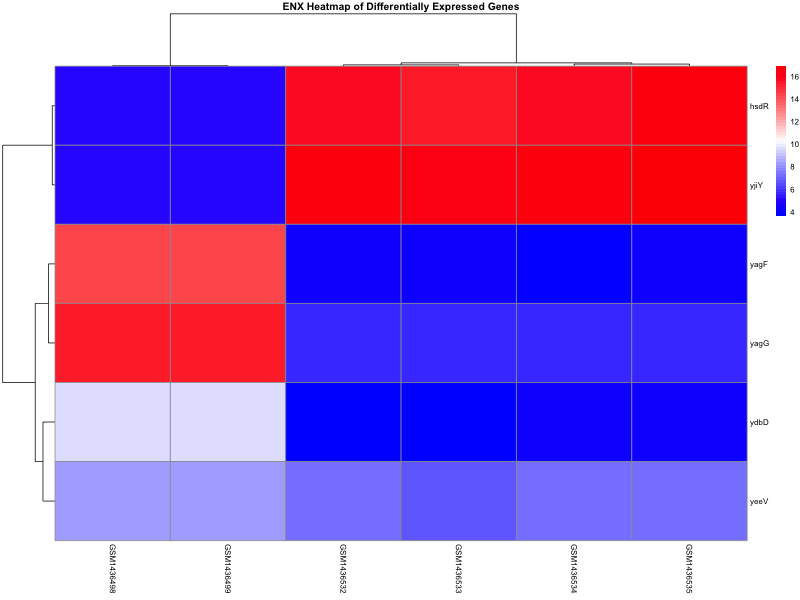 ENX Heatmap of Differentially Expressed Genes
hsdR
yjiY
yagF
yagG
ydbD
yeeV
16
14
12
10
8
6
4
GSM1436498
GSM1436499
GSM1436532
GSM1436533
GSM1436534
GSM1436535